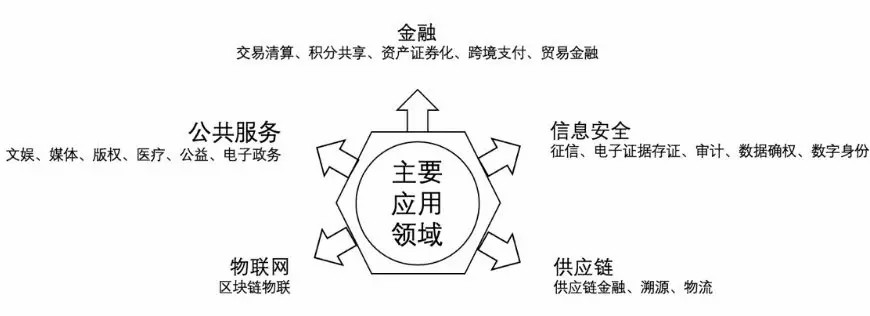 金融
交易清算、积分共享、资产证券化、跨境支付、贸易金融
公共服务
文娱、媒体、版权、医疗、公益、电子政务
信息安全
征信、电子证据存证、审计、数据确权、数字身份
主要
应用
领域
物联网
区块链物联
供应链
供应链金融、溯源、物流